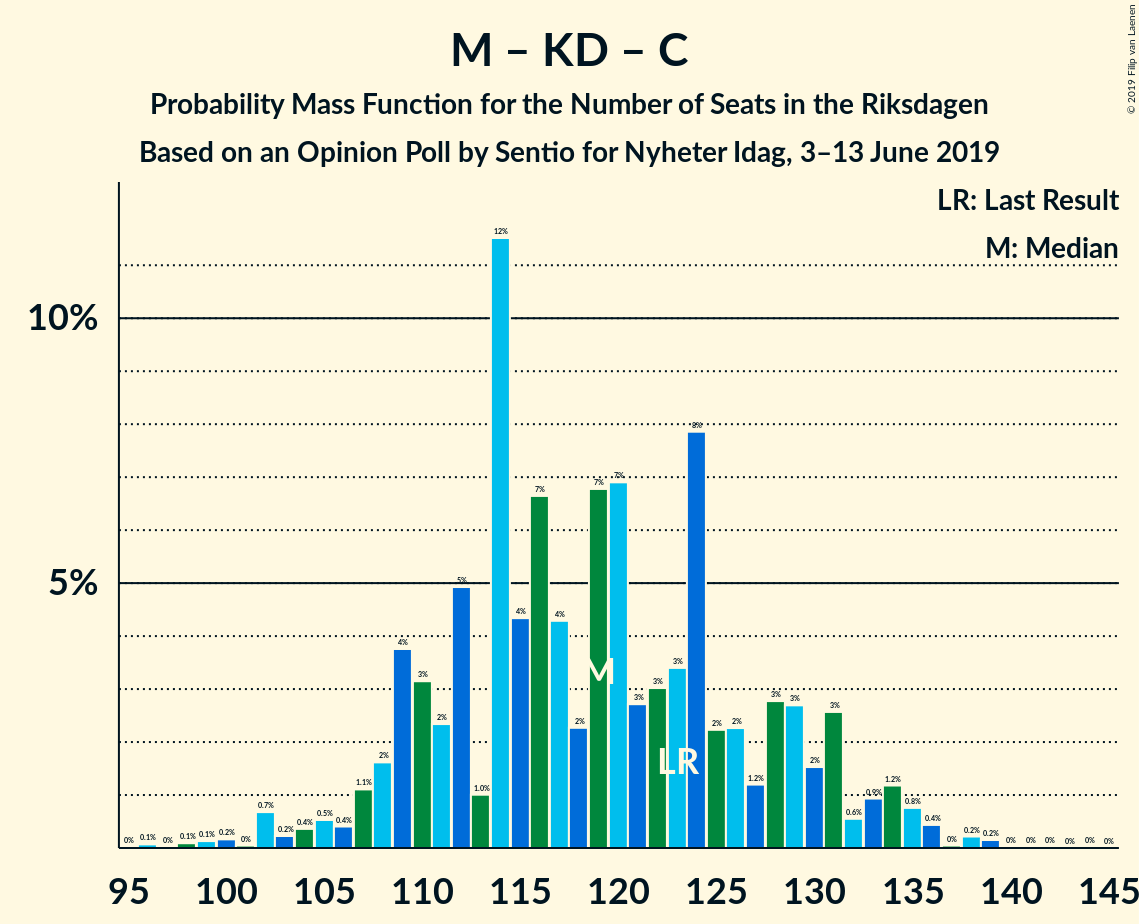 M – KD – C
Probability Mass Function for the Number of Seats in the Riksdagen
Based on an Opinion Poll by Sentio for Nyheter Idag, 3–13 June 2019
© 2019 Filip van Laenen
LR: Last Result
M: Median
10%
5%
0% 0.1% 0% 0.1% 0.1% 0.2% 0% 0.7% 0.2% 0.4% 0.5% 0.4% 1.1% 2% 4% 3% 2% 5% 1.0% 12% 4% 7% 4% 2% 7% 7% 3% 3% 3% 8% 2% 2% 1.2% 3% 3% 2% 3% 0.6% 0.9% 1.2% 0.8% 0.4% 0% 0.2% 0.2% 0% 0% 0% 0% 0% 0%
M
LR
95 100 105 110 115 120 125 130 135 140 145